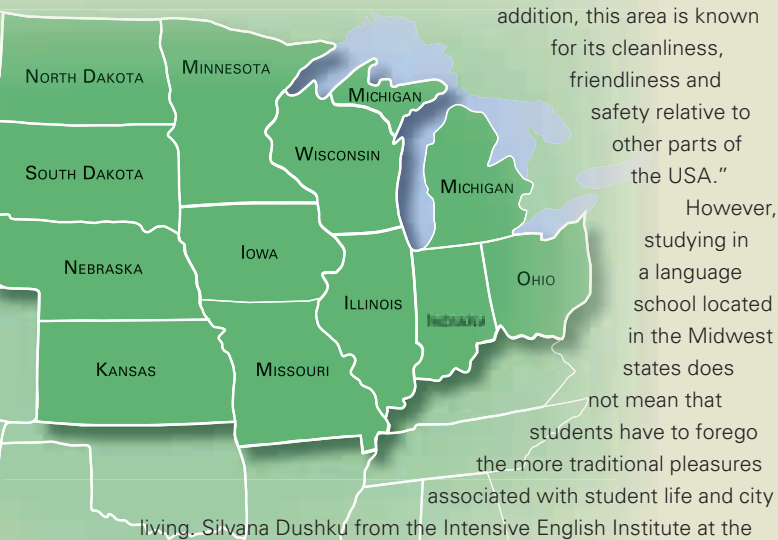 addition, this area is known
for its cleanliness,
friendliness and
safety relative to
other parts of
the USA.”
However,
studying in
a language
school located
in the Midwest
states does
not mean that
students have to forego
the more traditional pleasures
associated with student life and city
living. Silvana Dushku from the Intensive English Institute at the
NORTH DAKOTA
MINNESOTA
MICHIGAN
WISCONSIN
SOUTH DAKOTA
MICHIGAN
IOWA
NEBRASKA
OHIO
ILLINOIS
KANSAS
MISSOURI